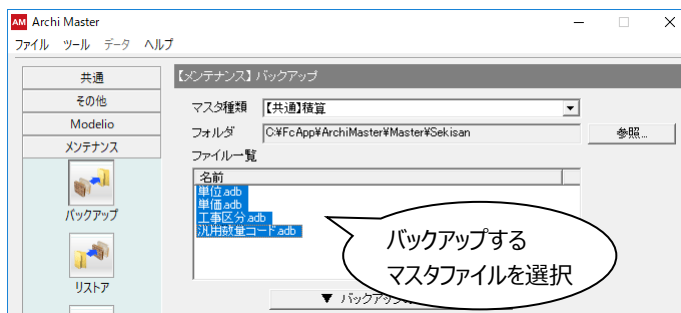 AM Archi Master
ファイル ツール データ ヘルプ
共通
その他
Modelio
メンテナンス
バックアップ
リストア
【メンテナンス】バックアップ
マスタ種類 【共通】積算
フォルダ C:¥FcApp¥ArchiMaster¥Master¥Sekisan 参照...
ファイル一覧
名前
単位.adb
単価.adb
工事区分.adb
汎用数量コード.adb
バックアップする
マスタファイルを選択
▼ バックアップ